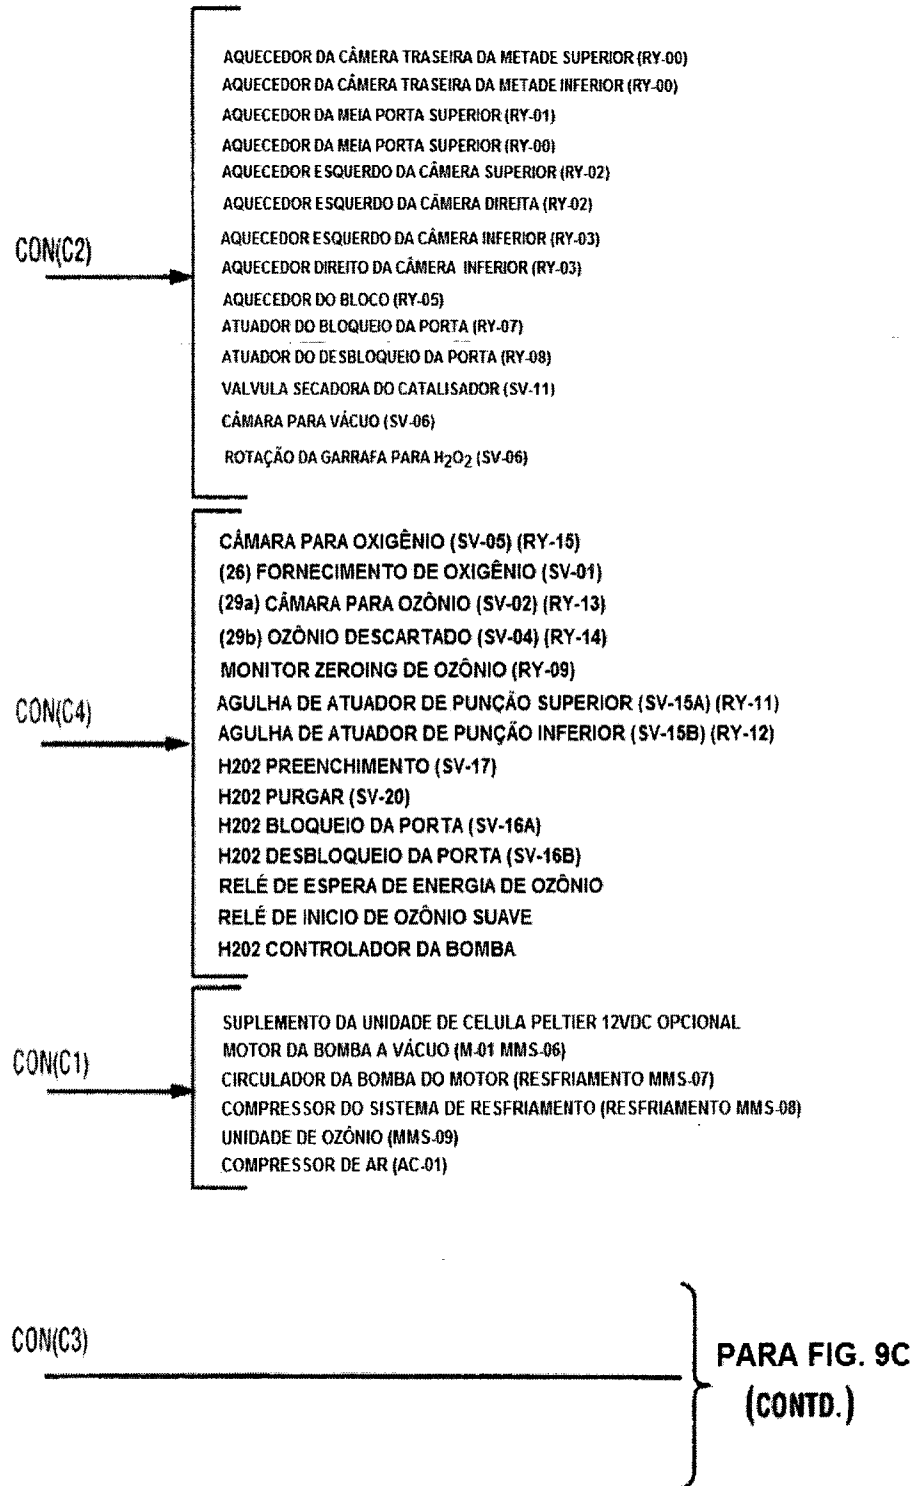 AQUECEDOR DA CÂMERA TRASEIRA DA METADE SUPERIOR (RY-00)
AQUECEDOR DA CÂMERA TRASEIRA DA METADE INFERIOR (RY-00)
AQUECEDOR DA MEIA PORTA SUPERIOR (RY-01)
AQUECEDOR DA MEIA PORTA SUPERIOR (RY-00)
AQUECEDOR ESQUERDO DA CÂMERA SUPERIOR (RY-02)
AQUECEDOR ESQUERDO DA CÂMERA DIREITA (RY-02)
CON(C2)
AQUECEDOR ESQUERDO DA CÂMERA INFERIOR (RY-03)
AQUECEDOR DIREITO DA CÂMERA INFERIOR (RY-03)
AQUECEDOR DO BLOCO (RY-05)
ATUADOR DO BLOQUEIO DA PORTA (RY-07)
ATUADOR DO DESBLOQUEIO DA PORTA (RY-08)
VALVULA SECADORA DO CATALISADOR (SV-11)
CÂMARA PARA VÁCUO (SV-06)
ROTAÇÃO DA GARRAFA PARA H2O2 (SV-06)
CÂMARA PARA OXIGÊNIO (SV-05) (RY-15)
(26) FORNECIMENTO DE OXIGÊNIO (SV-01)
(29a) CÂMARA PARA OZÔNIO (SV-02) (RY-13)
(29b) OZÔNIO DESCARTADO (SV-04) (RY-14)
MONITOR ZEROING DE OZÔNIO (RY-09)
CON(C4)
AGULHA DE ATUADOR DE PUNÇÃO SUPERIOR (SV-15A) (RY-11)
AGULHA DE ATUADOR DE PUNÇÃO INFERIOR (SV-15B) (RY-12)
H202 PREENCHIMENTO (SV-17)
H202 PURGAR (SV-20)
H202 BLOQUEIO DA PORTA (SV-16A)
H202 DESBLOQUEIO DA PORTA (SV-16B)
RELÉ DE ESPERA DE ENERGIA DE OZÔNIO
RELÉ DE INICIO DE OZÔNIO SUAVE
H202 CONTROLADOR DA BOMBA
SUPLEMENTO DA UNIDADE DE CELULA PELTIER 12VDC OPCIONAL
MOTOR DA BOMBA A VÁCUO (M-01 MMS-06)
CON(C1)
CIRCULADOR DA BOMBA DO MOTOR (RESFRIAMENTO MMS-07)
COMPRESSOR DO SISTEMA DE RESFRIAMENTO (RESFRIAMENTO MMS-08)
UNIDADE DE OZÔNIO (MMS-09)
COMPRESSOR DE AR (AC-01)
CON(C3)
PARA FIG. 9C
(CONTD.)